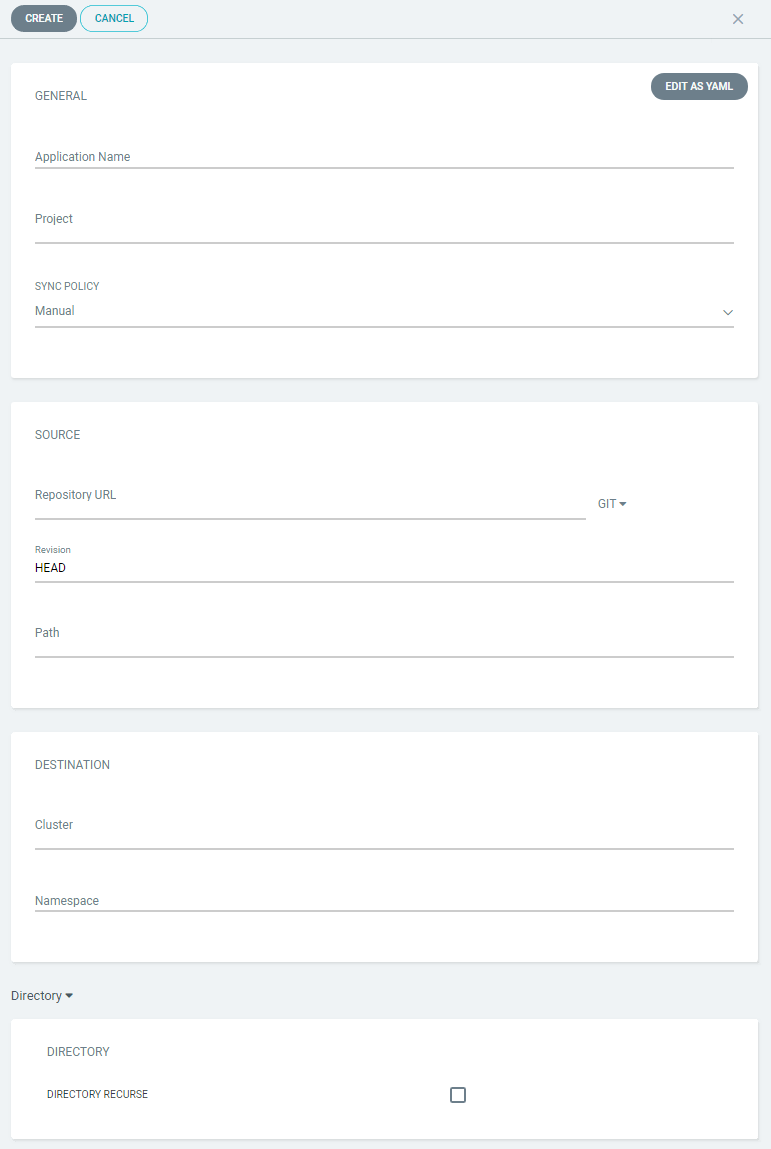 CREATE CANCEL
GENERAL
EDIT AS YAML
Application Name
Project
SYNC POLICY
Manual
SOURCE
Repository URL
GIT
Revision
HEAD
Path
DESTINATION
Cluster
Namespace
Directory
DIRECTORY
DIRECTORY RECURSE